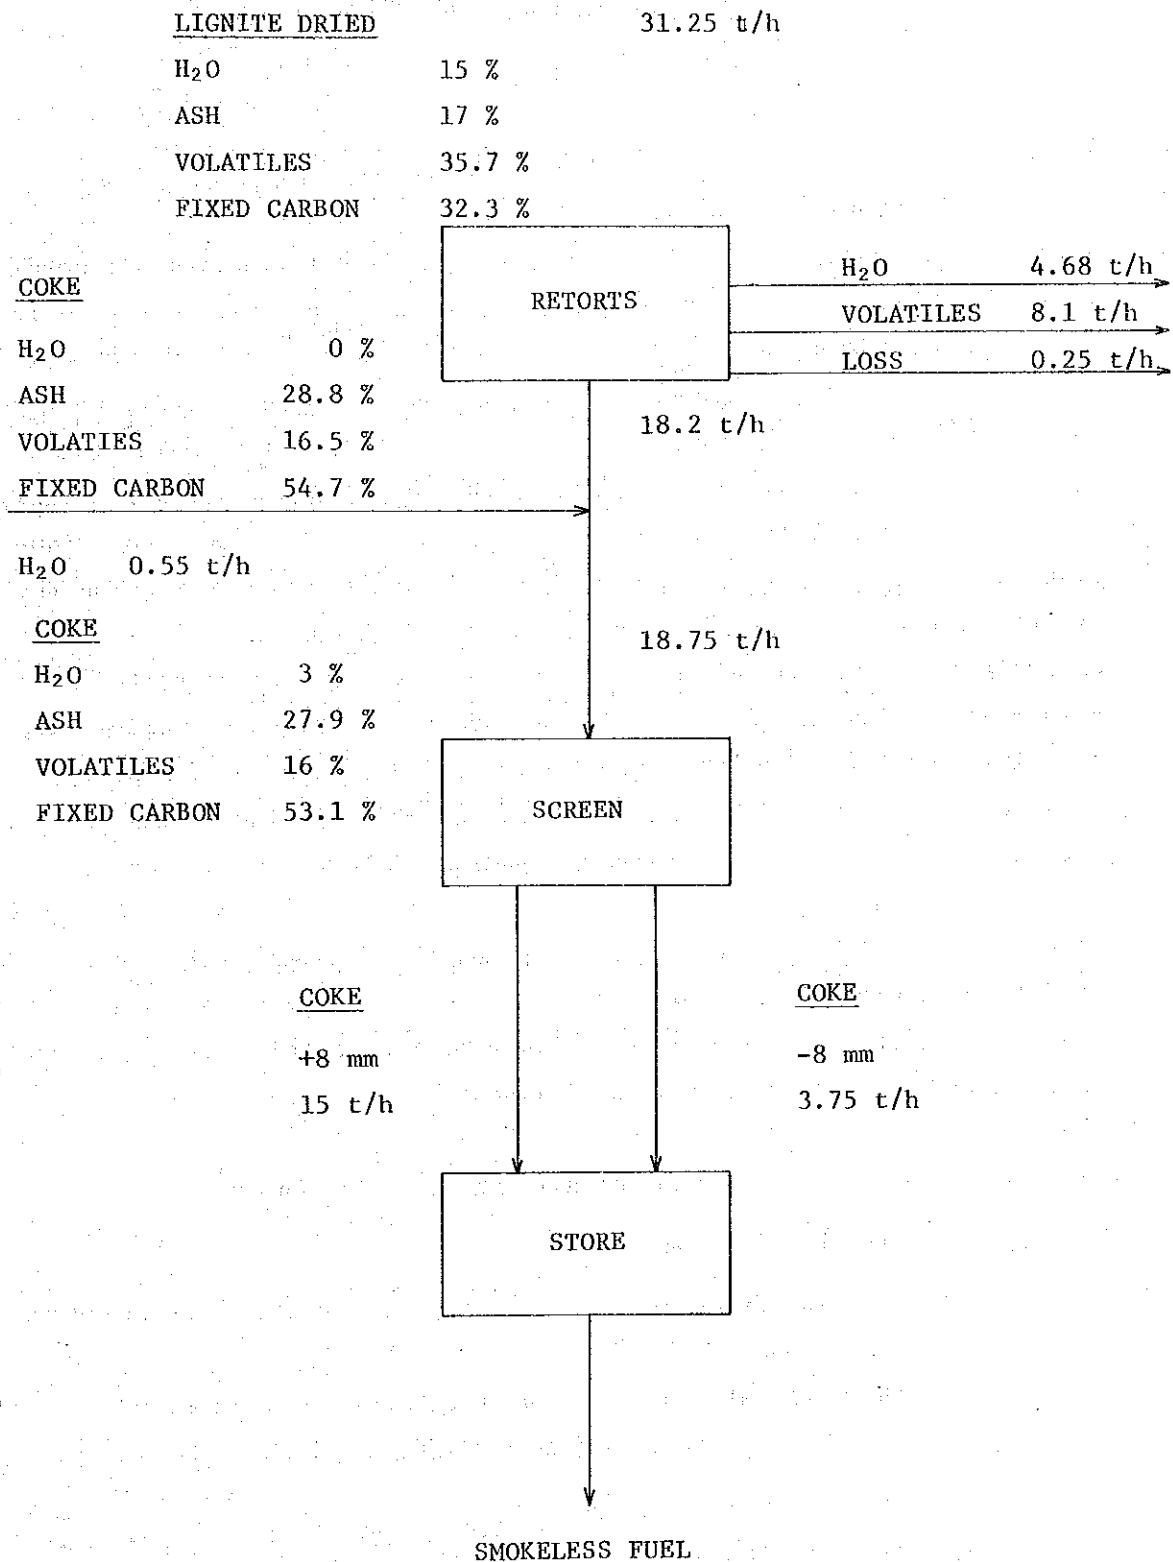 LIGNITE DRIED 31.25 t/h
H₂O 15 %
ASH 17 %
VOLATILES 35.7 %
FIXED CARBON 32.3 %
RETORTS
H₂O 4.68 t/h
VOLATILES 8.1 t/h
LOSS 0.25 t/h
COKE
H₂O 0 %
ASH 28.8 %
VOLATIES 16.5 %
FIXED CARBON 54.7 %
18.2 t/h
H₂O 0.55 t/h
COKE
H₂O 3 %
ASH 27.9 %
VOLATILES 16 %
FIXED CARBON 53.1 %
18.75 t/h
SCREEN
COKE
+8 mm
15 t/h
COKE
-8 mm
3.75 t/h
STORE
SMOKELESS FUEL